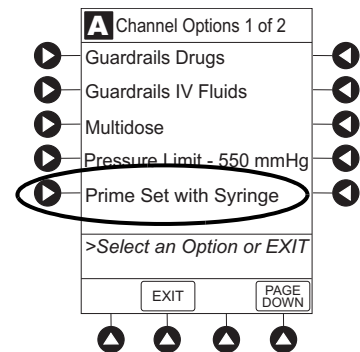 A Channel Options 1 of 2
Guardrails Drugs
Guardrails IV Fluids
Multidose
Pressure Limit - 550 mmHg
Prime Set with Syringe
>Select an Option or EXIT
EXIT
PAGE
DOWN